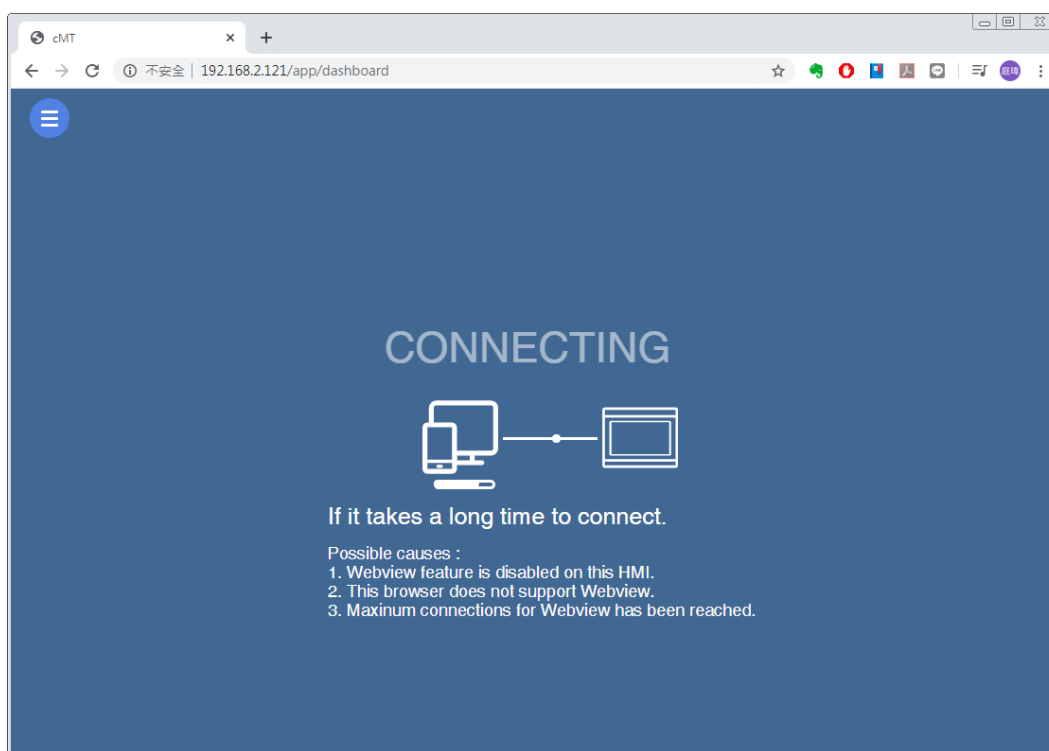 cMT
不安全 | 192.168.2.121/app/dashboard
庭瑋
CONNECTING
If it takes a long time to connect.
Possible causes :
1. Webview feature is disabled on this HMI.
2. This browser does not support Webview.
3. Maxinum connections for Webview has been reached.